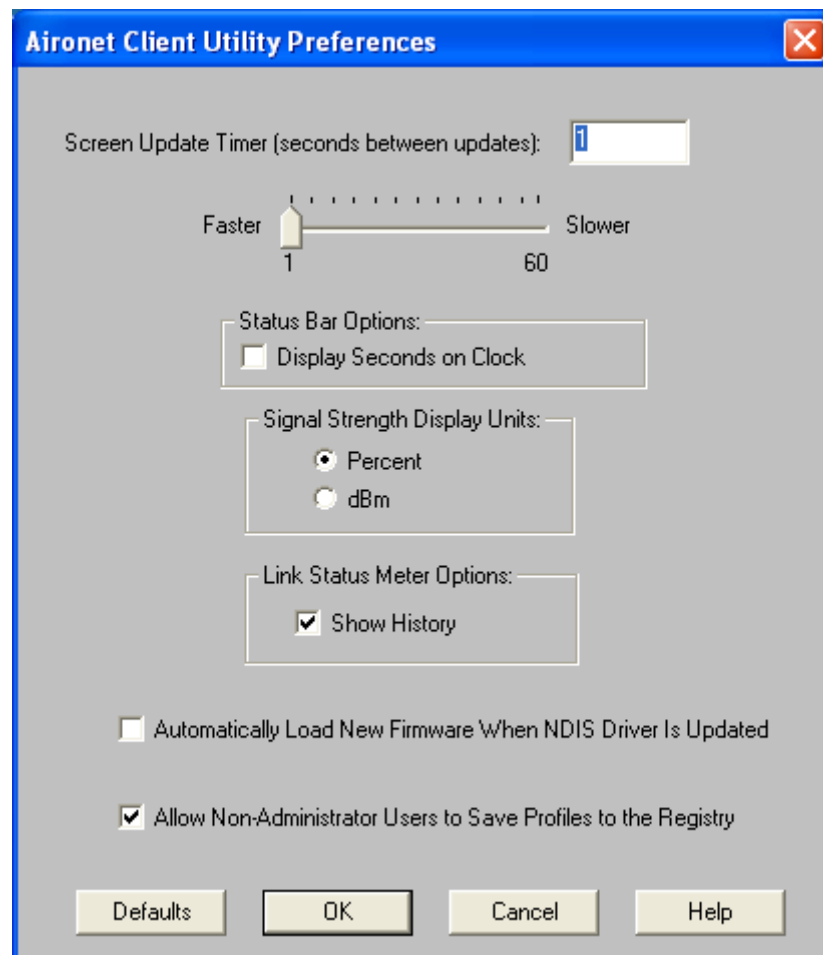 Aironet Client Utility Preferences
Screen Update Timer (seconds between updates): 1
Faster Slower
1 60
Status Bar Options:
Display Seconds on Clock
Signal Strength Display Units:
Percent
dBm
Link Status Meter Options:
Show History
Automatically Load New Firmware When NDIS Driver Is Updated
Allow Non-Administrator Users to Save Profiles to the Registry
Defaults OK Cancel Help